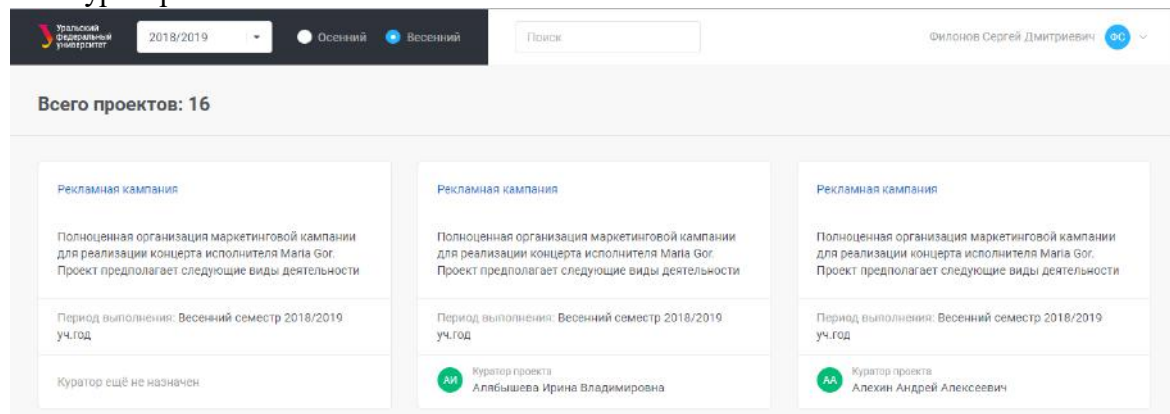 Уральский
федеральный
университет
2018/2019
Осенний
Весенний
Поиск
Филонов Сергей Дмитриевич
ФС
Всего проектов: 16
Рекламная кампания
Полноценная организация маркетинговой кампании
для реализации концерта исполнителя Maria Gor.
Проект предполагает следующие виды деятельности
Период выполнения: Весенний семестр 2018/2019
уч.год
Куратор ещё не назначен
Рекламная кампания
Полноценная организация маркетинговой кампании
для реализации концерта исполнителя Maria Gor.
Проект предполагает следующие виды деятельности
Период выполнения: Весенний семестр 2018/2019
уч.год
АИ
Куратор проекта
Алябышева Ирина Владимировна
Рекламная кампания
Полноценная организация маркетинговой кампании
для реализации концерта исполнителя Maria Gor.
Проект предполагает следующие виды деятельности
Период выполнения: Весенний семестр 2018/2019
уч.год
АА
Куратор проекта
Алехин Андрей Алексеевич